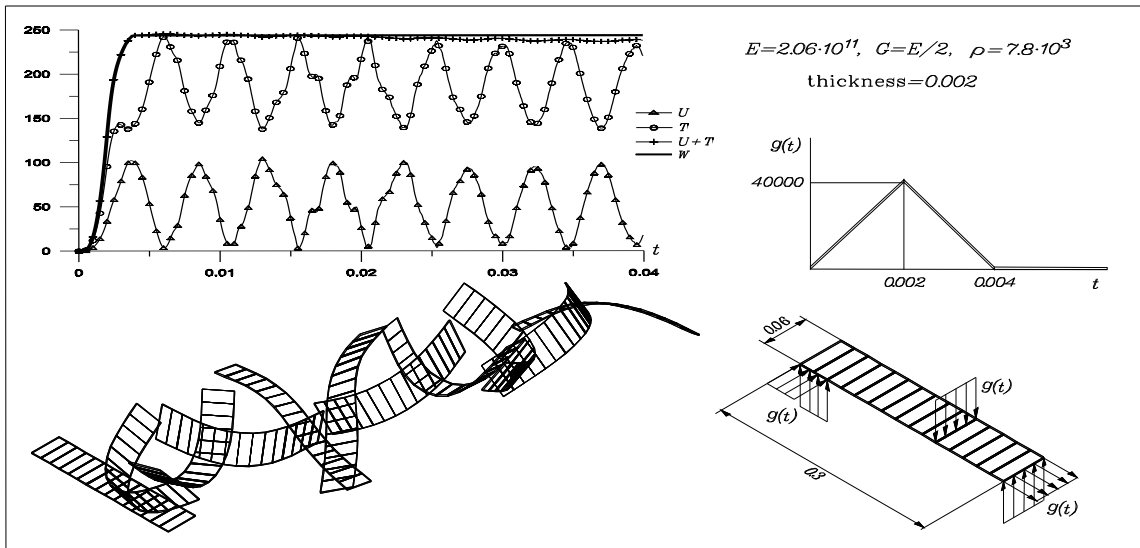 250
200
150
100
50
0
0
0.01
0.02
0.03
0.04
t
U
T
U+T
W
E=2.06·10¹¹, G=E/2, ρ=7.8·10³
thickness=0.002
g(t)
40000
0.002
0.004
t
0.06
g(t)
g(t)
0.3
g(t)